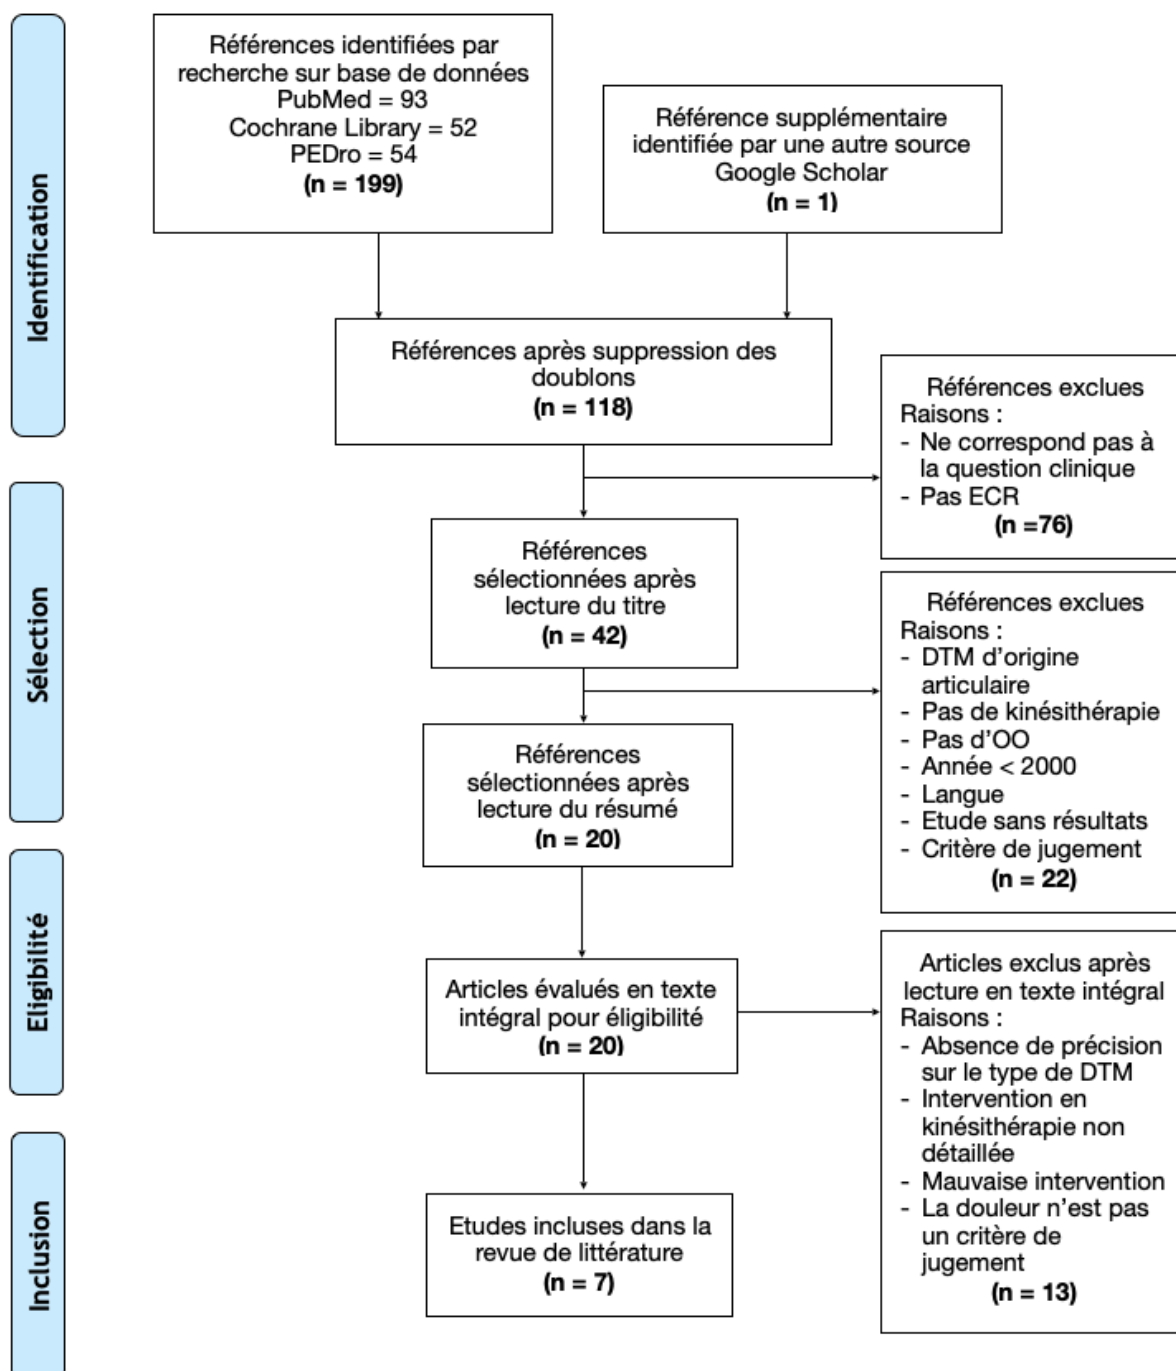 Identification
Références identifiées par
recherche sur base de données
PubMed = 93
Cochrane Library = 52
PEDro = 54
(n = 199)
Référence supplémentaire
identifiée par une autre source
Google Scholar
(n = 1)
Références après suppression des
doublons
(n = 118)
Références exclues
Raisons :
- Ne correspond pas à
la question clinique
- Pas ECR
(n =76)
Sélection
Références
sélectionnées après
lecture du titre
(n = 42)
Références exclues
Raisons :
- DTM d'origine
articulaire
- Pas de kinésithérapie
- Pas d'OO
- Année < 2000
- Langue
- Etude sans résultats
- Critère de jugement
(n = 22)
Références
sélectionnées après
lecture du résumé
(n = 20)
Eligibilité
Articles évalués en texte
intégral pour éligibilité
(n = 20)
Articles exclus après
lecture en texte intégral
Raisons :
- Absence de précision
sur le type de DTM
- Intervention en
kinésithérapie non
détaillée
- Mauvaise intervention
- La douleur n'est pas
un critère de
jugement
(n = 13)
Inclusion
Etudes incluses dans la
revue de littérature
(n = 7)